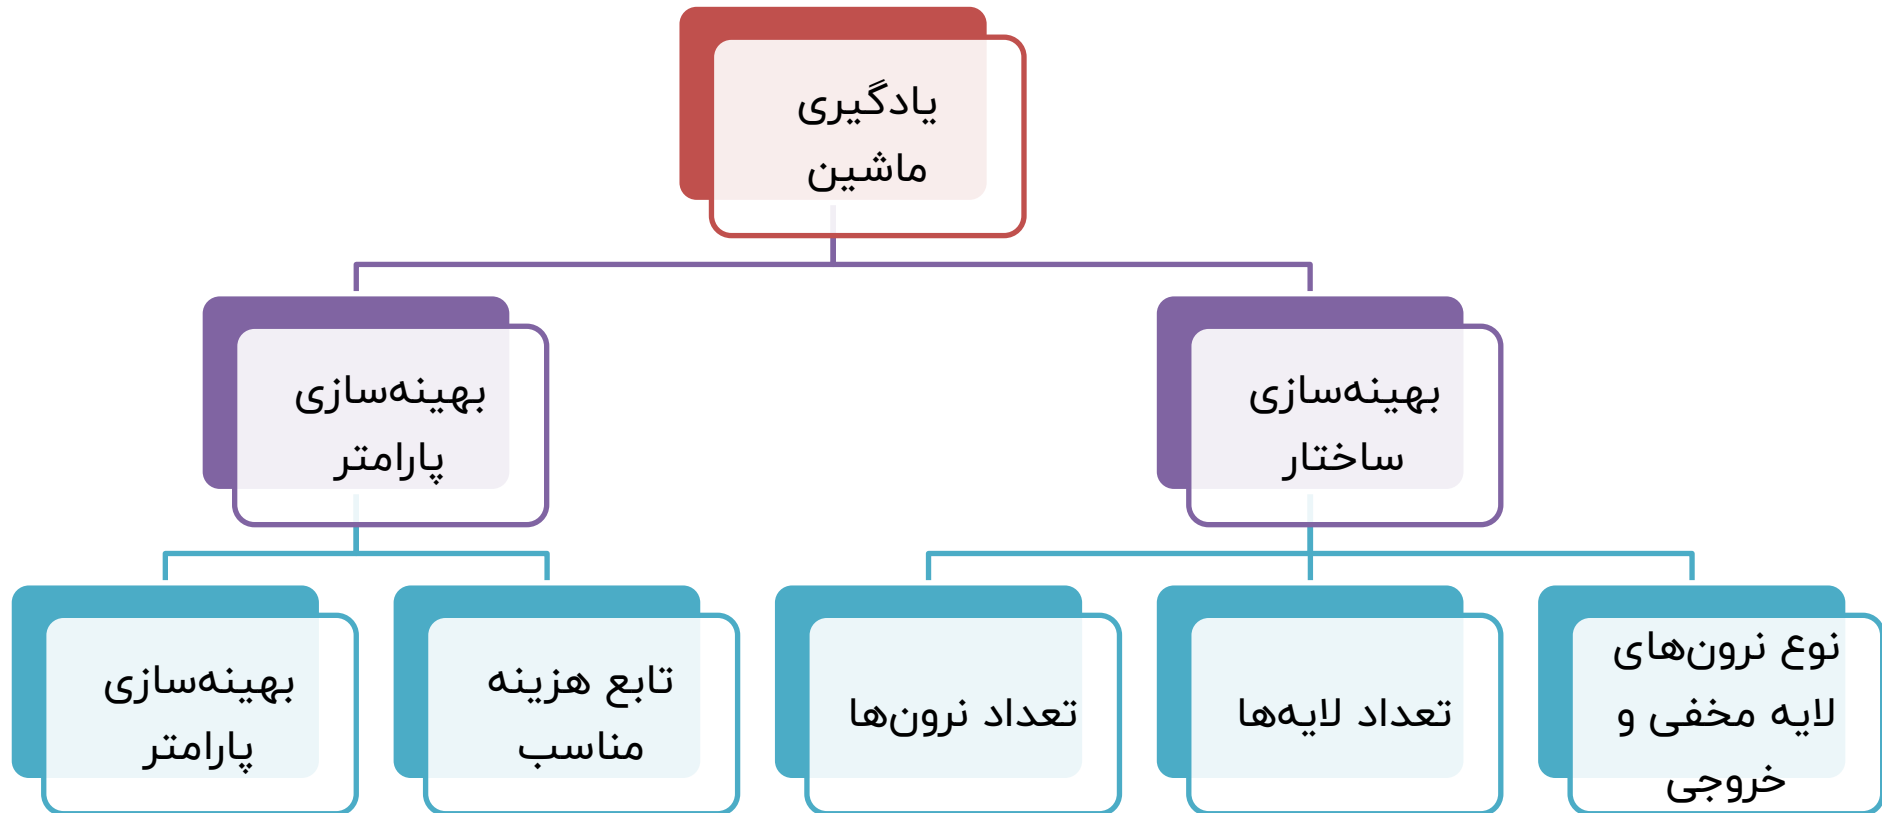 یادگیری
ماشین
بهینه‌سازی
ساختار
بهینه‌سازی
پارامتر
نوع نرون‌های
لایه مخفی و
خروجی
تعداد لایه‌ها
تعداد نرون‌ها
تابع هزینه
مناسب
بهینه‌سازی
پارامتر